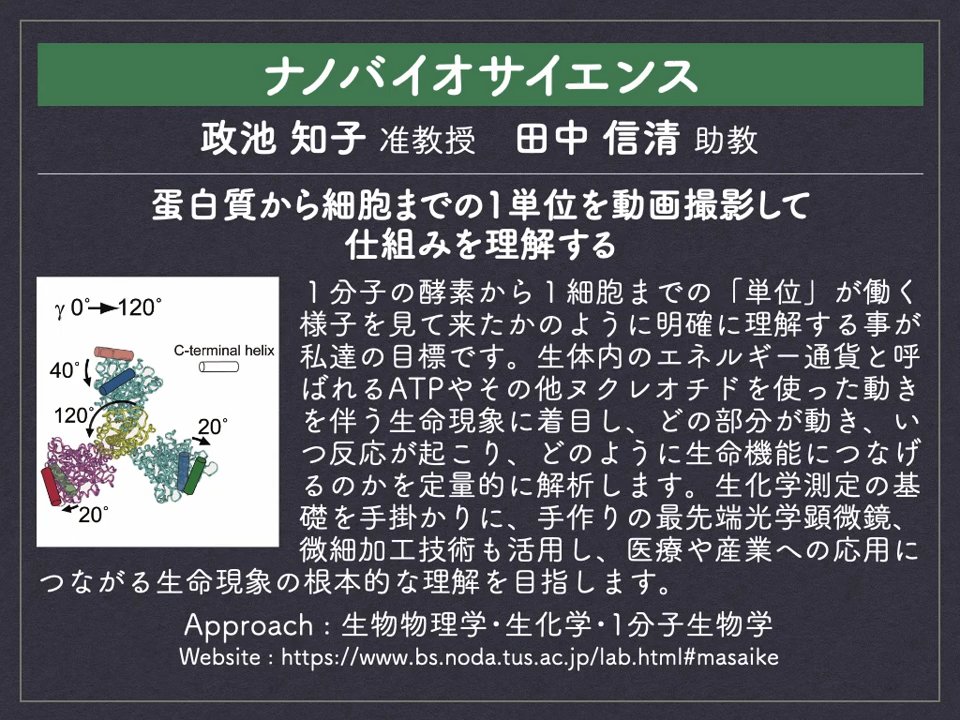 ナノバイオサイエンス
政池 知子 准教授　田中 信清 助教
蛋白質から細胞までの1単位を動画撮影して
仕組みを理解する
γ 0°→120°
C-terminal helix
40°
120°
20°
20°
１分子の酵素から１細胞までの「単位」が働く
様子を見て来たかのように明確に理解する事が
私達の目標です。生体内のエネルギー通貨と呼
ばれるATPやその他ヌクレオチドを使った動き
を伴う生命現象に着目し、どの部分が動き、い
つ反応が起こり、どのように生命機能につなげ
るのかを定量的に解析します。生化学測定の基
礎を手掛かりに、手作りの最先端光学顕微鏡、
微細加工技術も活用し、医療や産業への応用に
つながる生命現象の根本的な理解を目指します。
Approach : 生物物理学・生化学・1分子生物学
Website : https://www.bs.noda.tus.ac.jp/lab.html#masaike